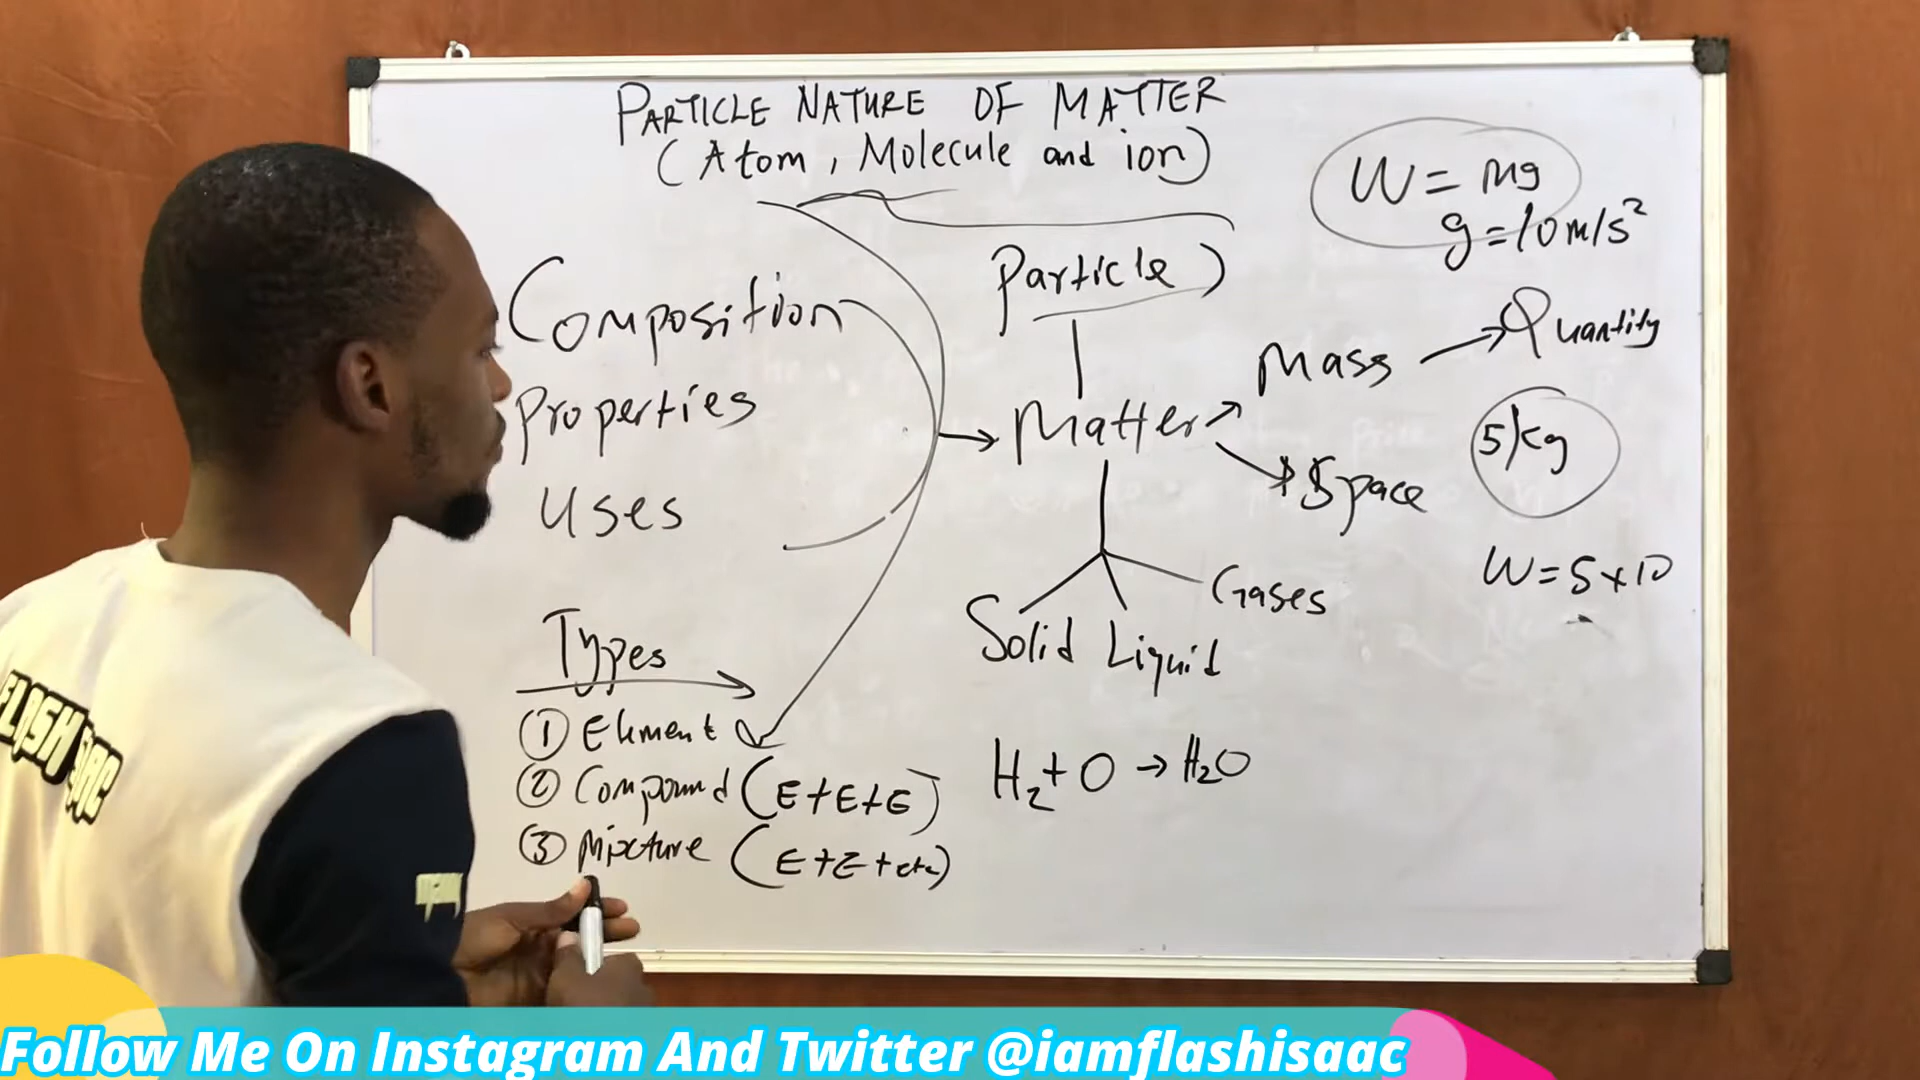 PARTICLE NATURE OF MATTER
(Atom, Molecule and ion)
W = mg
g = 10m/s²
Composition
Properties
Uses
Particle)
Matter
Mass
Quantity
Space
5kg
W = 5 x 10
Solid
Liquid
Gases
Types
① Element
② Compound (E+E+E)
③ Mixture (E+E+etc)
H₂ + O → H₂O
FLASH ISAAC
Follow Me On Instagram And Twitter @iamflashisaac